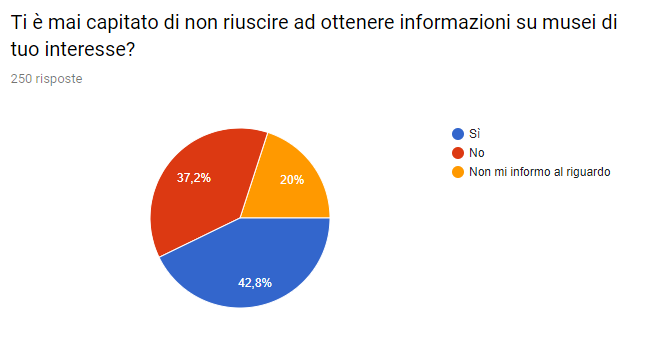 Ti è mai capitato di non riuscire ad ottenere informazioni su musei di
tuo interesse?
250 risposte
Sì
No
Non mi informo al riguardo
37,2%
20%
42,8%